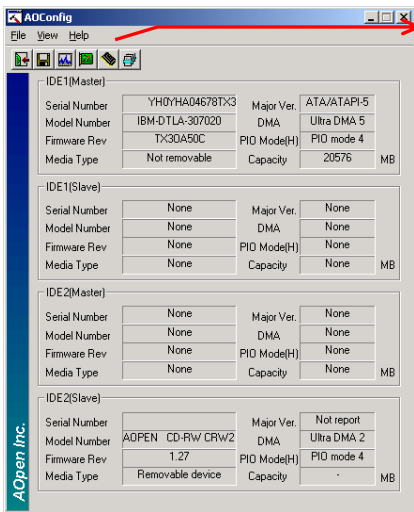 AOConfig
File View Help
IDE1(Master)
Serial Number YH0YHA04678TX3 Major Ver. ATA/ATAPI-5
Model Number IBM-DTLA-307020 DMA Ultra DMA 5
Firmware Rev TX3OA50C PIO Mode(H) PIO mode 4
Media Type Not removable Capacity 20576 MB
IDE1(Slave)
Serial Number None Major Ver. None
Model Number None DMA None
Firmware Rev None PIO Mode(H) None
Media Type None Capacity None MB
IDE2(Master)
Serial Number None Major Ver. None
Model Number None DMA None
Firmware Rev None PIO Mode(H) None
Media Type None Capacity None MB
IDE2(Slave)
Serial Number Major Ver. Not report
Model Number AOPEN CD-RW CRW2 DMA Ultra DMA 2
Firmware Rev 1.27 PIO Mode(H) PIO mode 4
Media Type Removable device Capacity - MB
AOpen Inc.